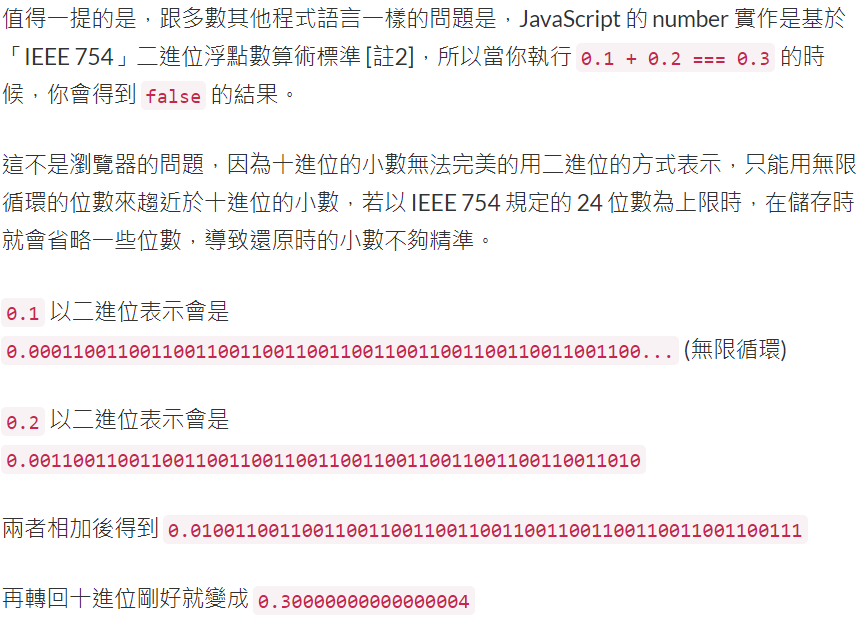 值得一提的是，跟多數其他程式語言一樣的問題是，JavaScript 的 number 實作是基於
「IEEE 754」二進位浮點數算術標準 [註2]，所以當你執行 0.1 + 0.2 === 0.3 的時
候，你會得到 false 的結果。
這不是瀏覽器的問題，因為十進位的小數無法完美的用二進位的方式表示，只能用無限
循環的位數來趨近於十進位的小數，若以 IEEE 754 規定的 24 位數為上限時，在儲存時
就會省略一些位數，導致還原時的小數不夠精準。
0.1 以二進位表示會是
0.0001100110011001100110011001100110011001100110011001100... (無限循環)
0.2 以二進位表示會是
0.001100110011001100110011001100110011001100110011010
兩者相加後得到 0.0100110011001100110011001100110011001100110011001100111
再轉回十進位剛好就變成 0.30000000000000004